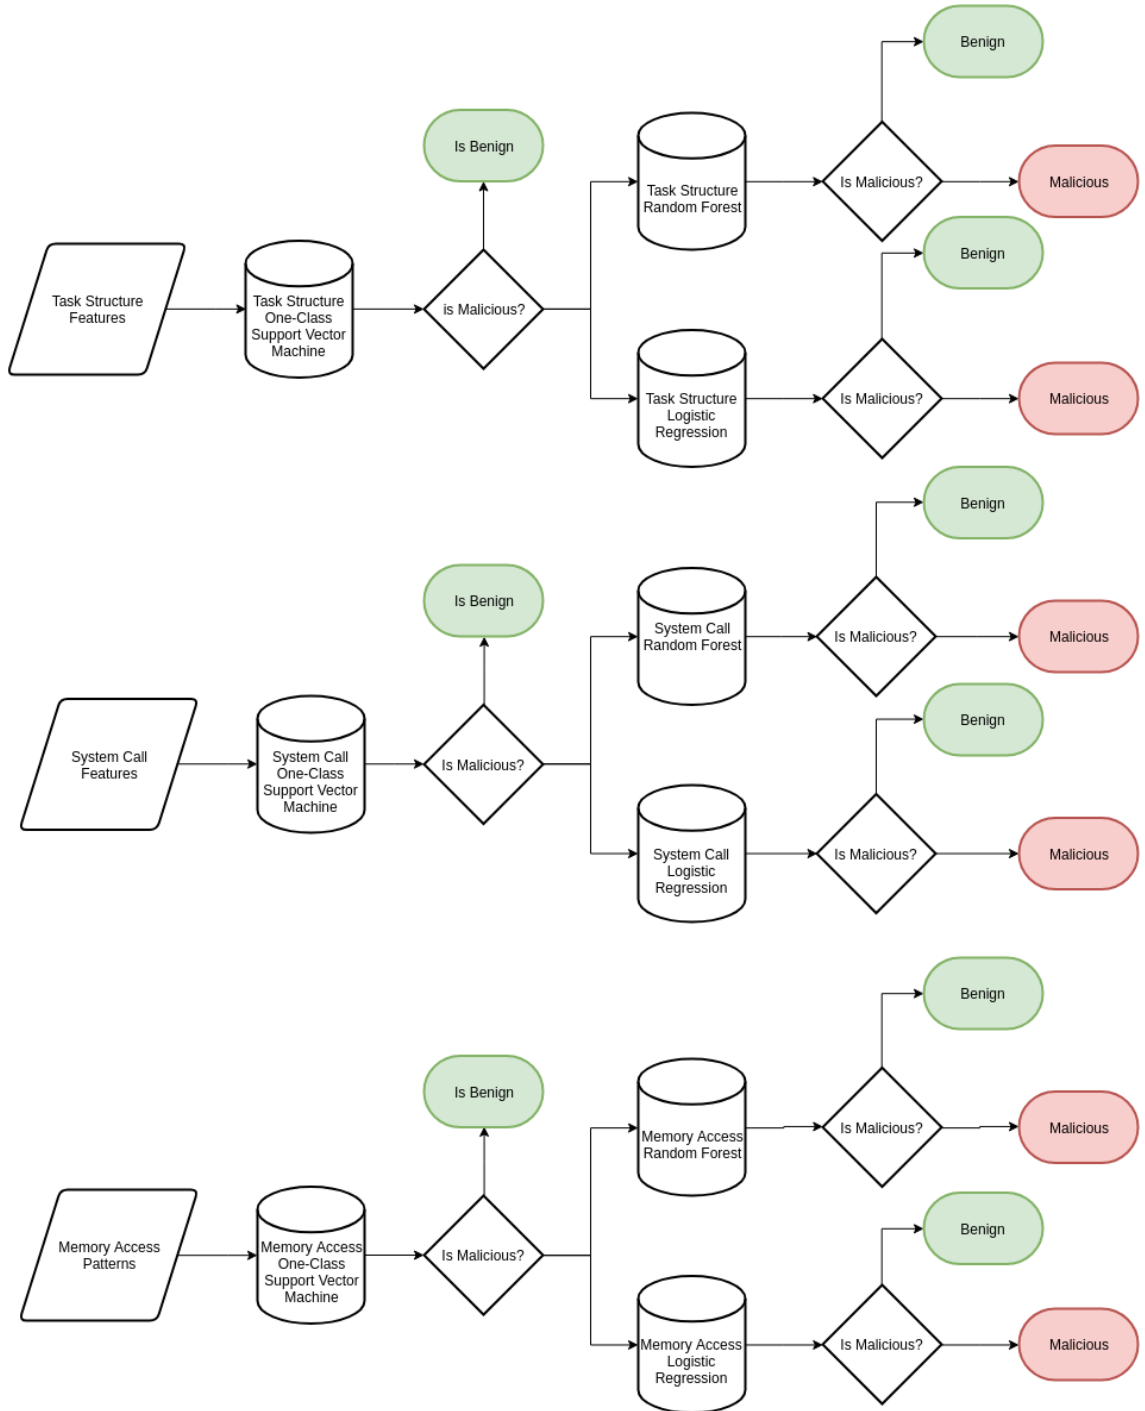 Benign
Is Benign
Task Structure
Random Forest
Is Malicious?
Malicious
Benign
Task Structure
Features
Task Structure
One-Class
Support Vector
Machine
is Malicious?
Task Structure
Logistic
Regression
Is Malicious?
Malicious
Benign
Is Benign
System Call
Random Forest
Is Malicious?
Malicious
Benign
System Call
Features
System Call
One-Class
Support Vector
Machine
Is Malicious?
System Call
Logistic
Regression
Is Malicious?
Malicious
Benign
Is Benign
Memory Access
Random Forest
Is Malicious?
Malicious
Benign
Memory Access
Patterns
Memory Access
One-Class
Support Vector
Machine
Is Malicious?
Memory Access
Logistic
Regression
Is Malicious?
Malicious